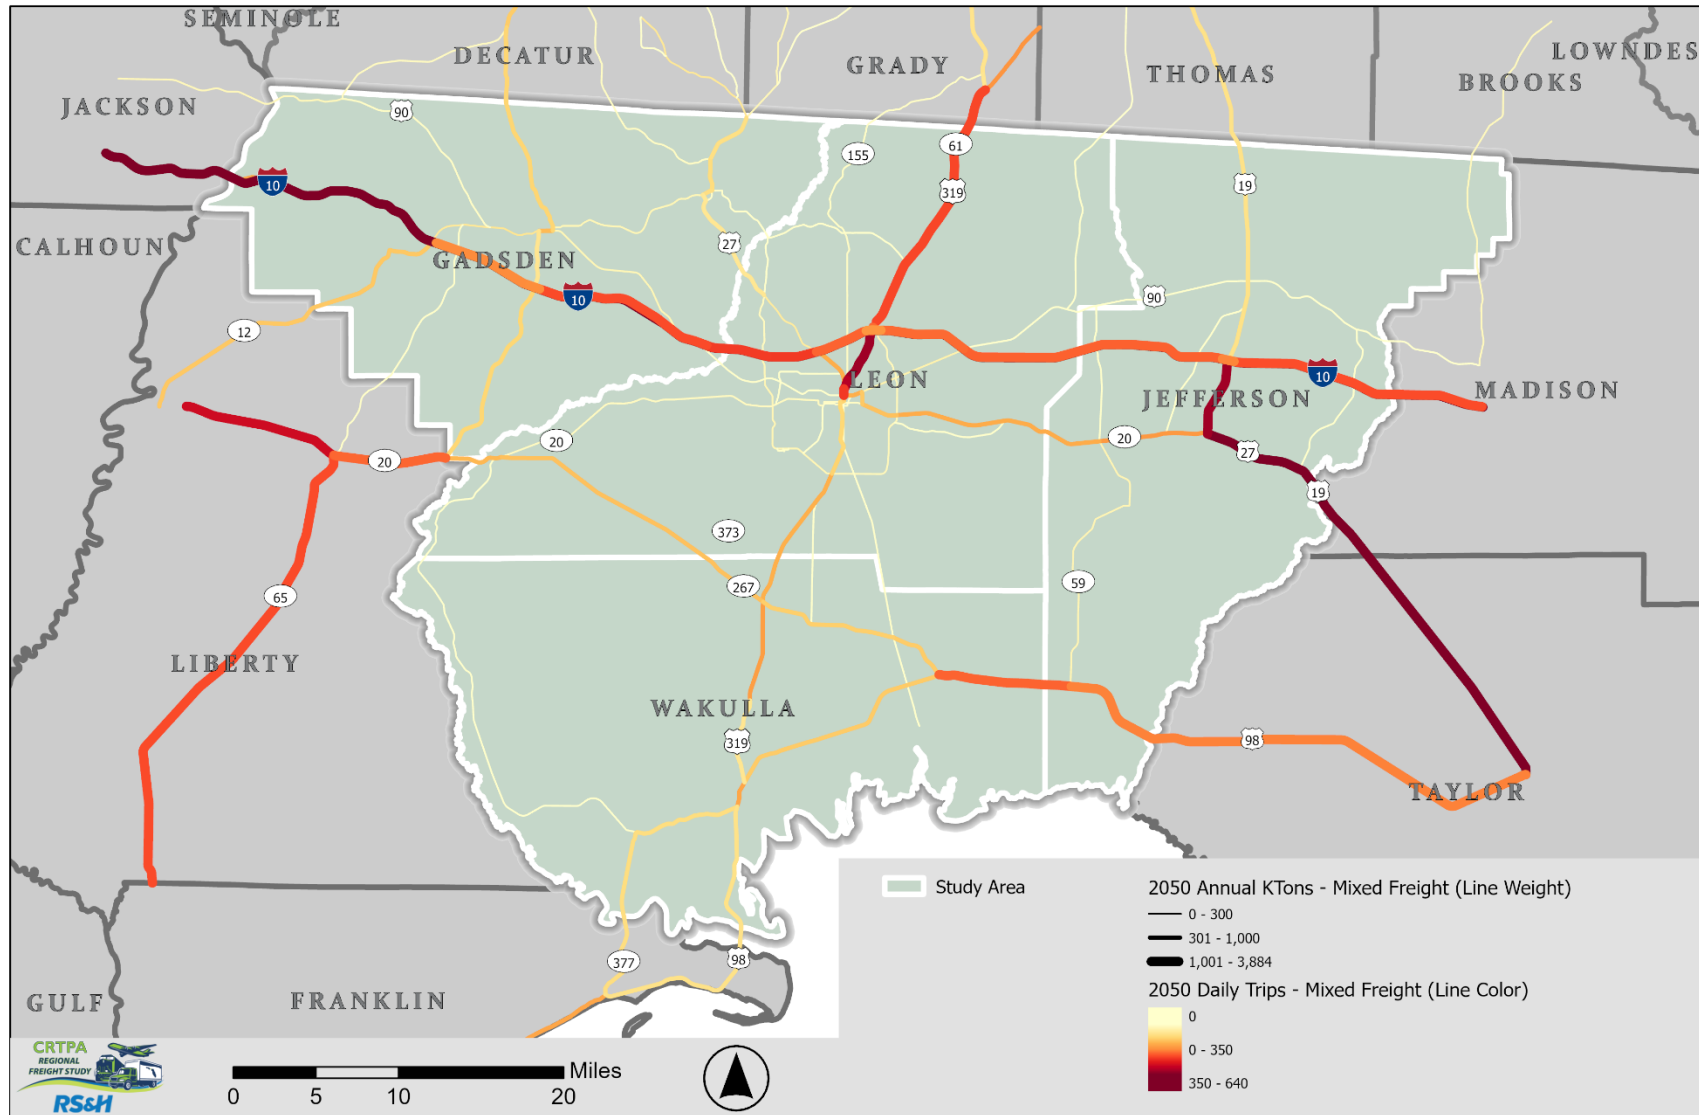 SEMINOLE
DECATUR
GRADY
THOMAS
LOWNDES
BROOKS
JACKSON
90
155
61
10
319
19
CALHOUN
27
GADSDEN
10
90
12
LEON
10
JEFFERSON
MADISON
20
20
20
27
19
373
267
59
65
LIBERTY
WAKULLA
319
98
TAYLOR
377
98
GULF
FRANKLIN
Study Area
2050 Annual KTons - Mixed Freight (Line Weight)
0 - 300
301 - 1,000
1,001 - 3,884
2050 Daily Trips - Mixed Freight (Line Color)
0
0 - 350
350 - 640
CRTPA
REGIONAL
FREIGHT STUDY
RS&H
Miles
0 5 10 20